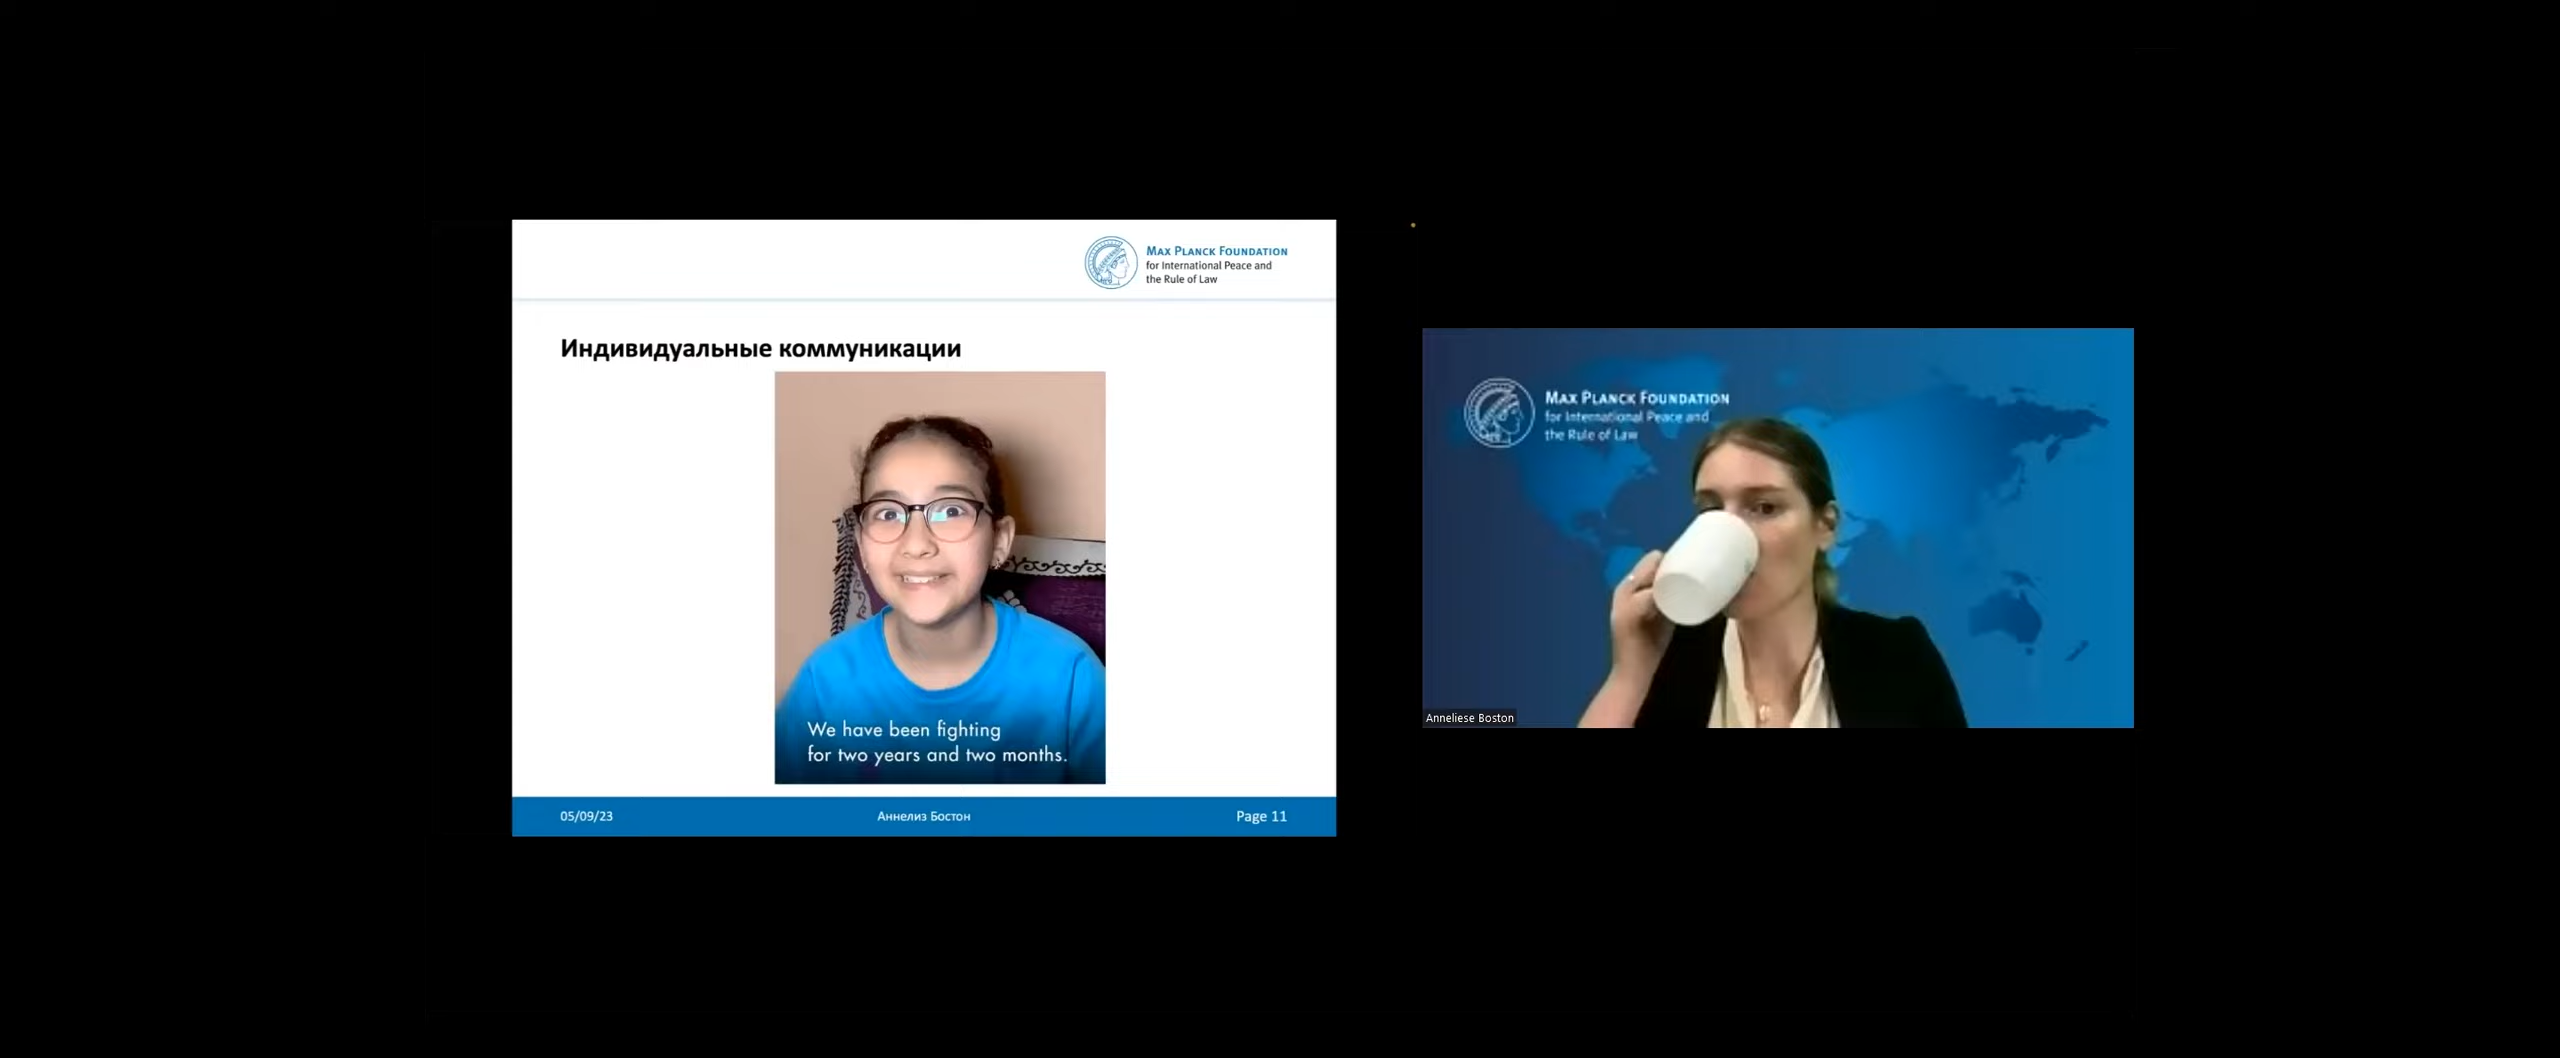 MAX PLANCK FOUNDATION
for International Peace and
the Rule of Law
Индивидуальные коммуникации
We have been fighting
for two years and two months.
05/09/23
Аннелиз Бостон
Page 11
MAX PLANCK FOUNDATION
for International Peace and
the Rule of Law
Anneliese Boston